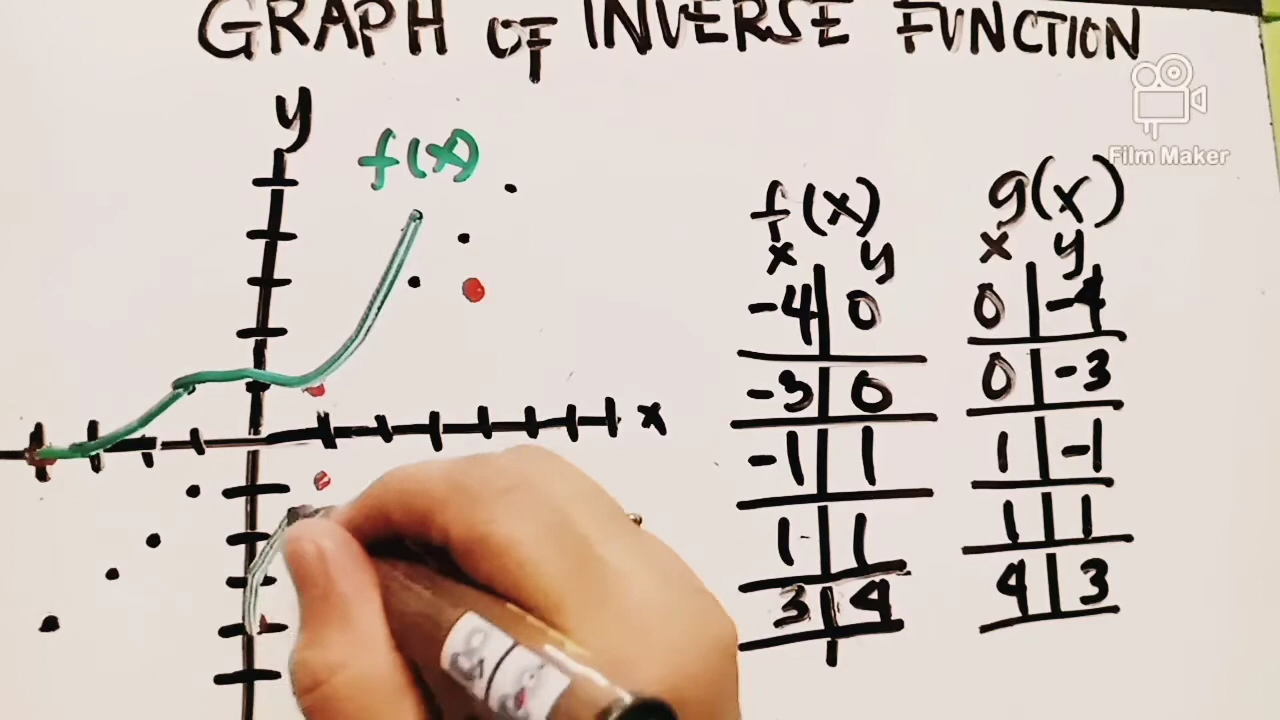 GRAPH OF INVERSE FUNCTION
Film Maker
y
f(x)
x
f(x) g(x)
x y x y
-4 0 0 -4
-3 0 0 -3
-1 1 1 -1
1 1 1 1
3 4 4 3